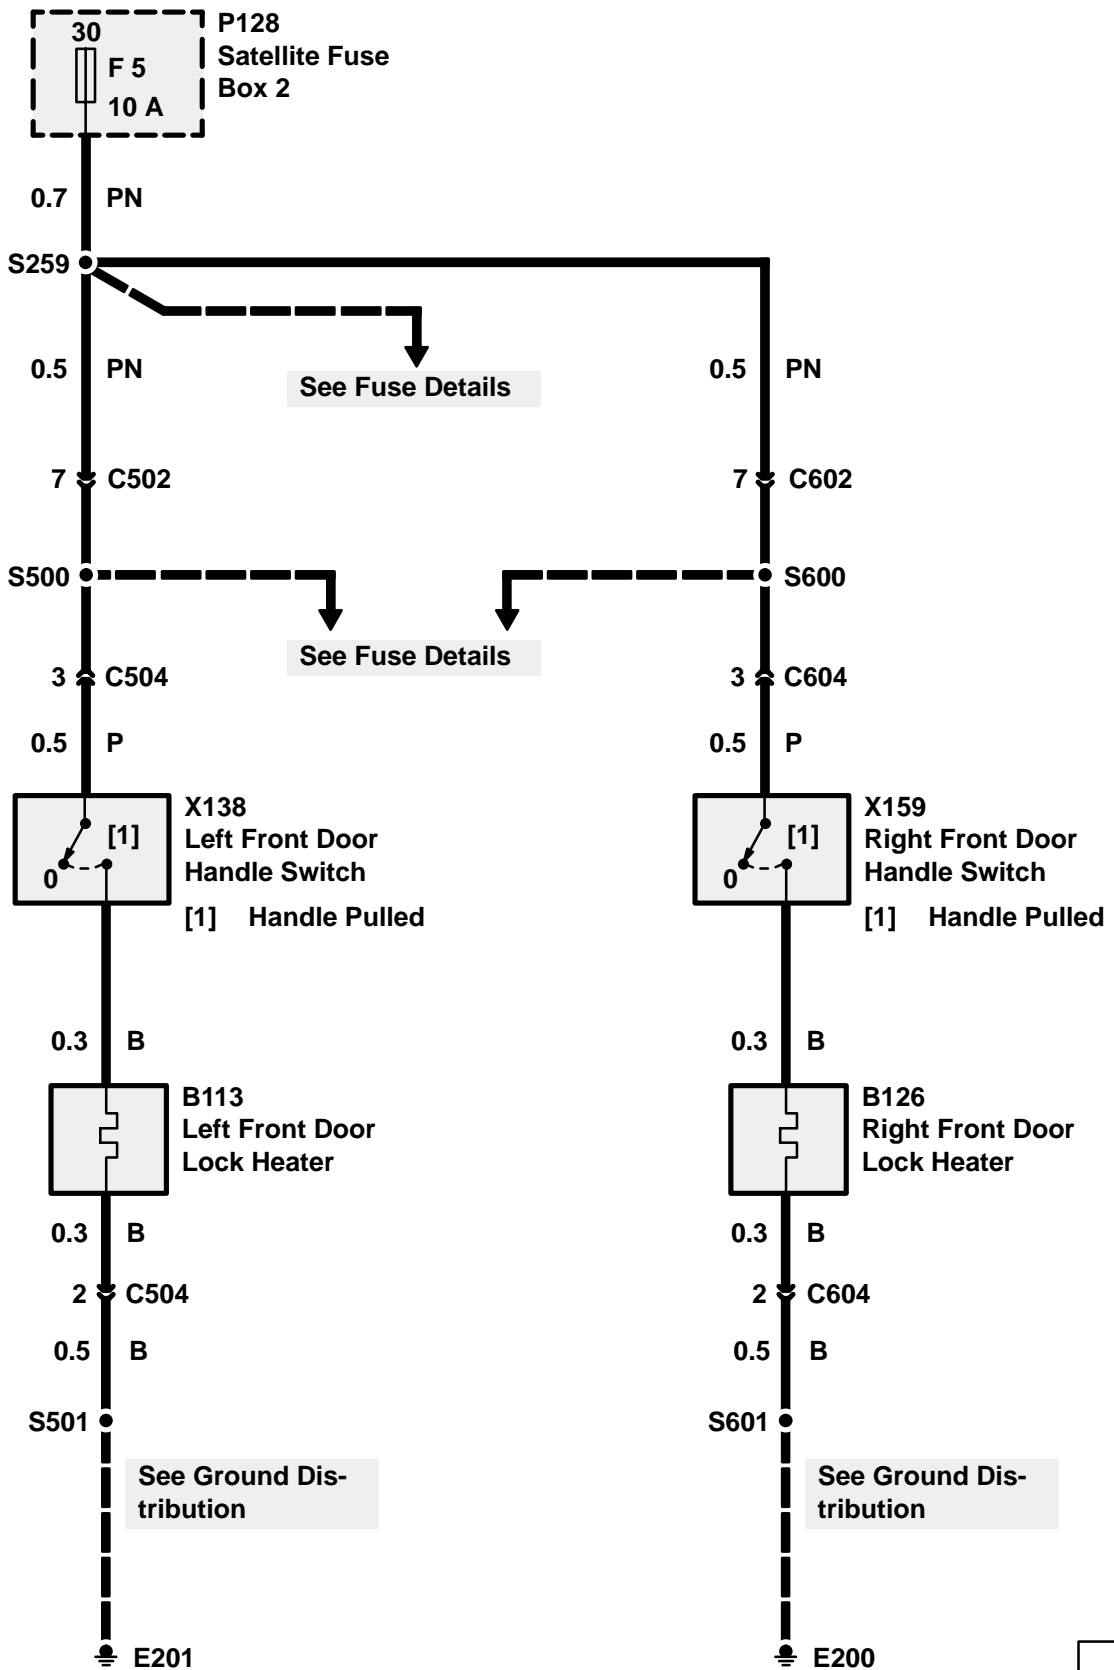 30
F 5
10 A
P128
Satellite Fuse
Box 2
0.7 PN
S259
0.5 PN
See Fuse Details
0.5 PN
7 C502
7 C602
S500
S600
See Fuse Details
3 C504
3 C604
0.5 P
0.5 P
[1]
0
X138
Left Front Door
Handle Switch
[1] Handle Pulled
[1]
0
X159
Right Front Door
Handle Switch
[1] Handle Pulled
0.3 B
0.3 B
B113
Left Front Door
Lock Heater
B126
Right Front Door
Lock Heater
0.3 B
0.3 B
2 C504
2 C604
0.5 B
0.5 B
S501
S601
See Ground Dis-
tribution
See Ground Dis-
tribution
E201
E200